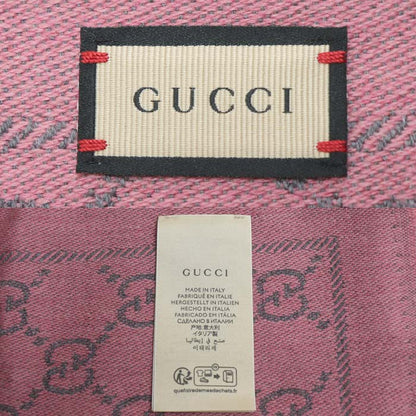 GUCCI
GUCCI
MADE IN ITALY
FABRIQUÉ EN ITALIE
HERGESTELLT IN ITALIEN
HECHO EN ITALIA
FABRICADO EM ITÁLIA
СДЕЛАНО В ИТАЛИИ
产地:意大利
イタリア製
صنع في إيطاليا
이태리제
quefairedemesdechets.fr